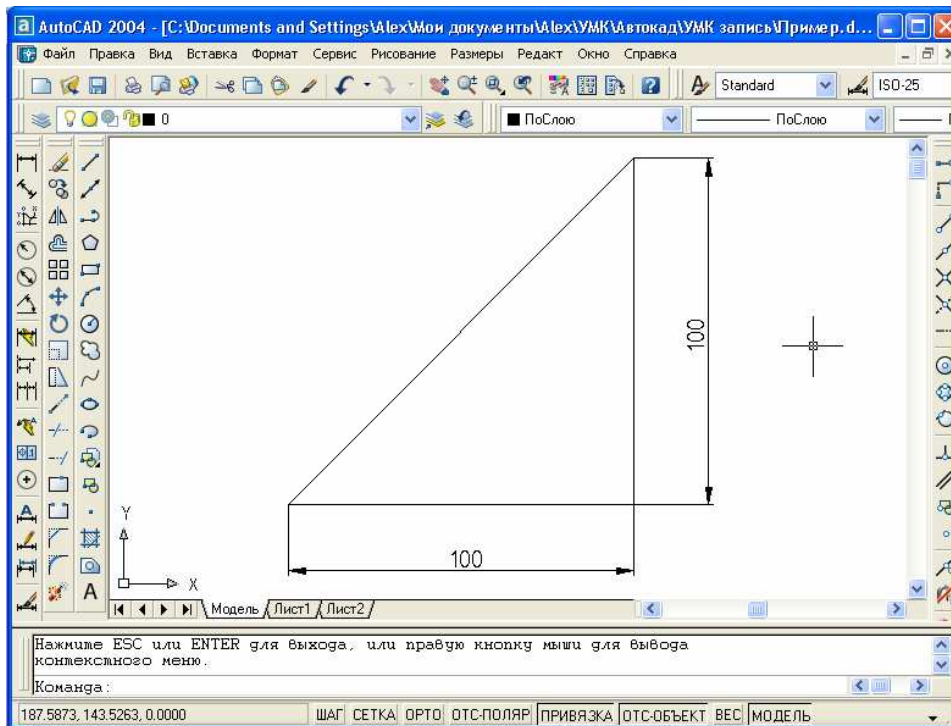 AutoCAD 2004 - [C:\Documents and Settings\Alex\Мои документы\Alex\УМК\Автокад\УМК запись\Пример.d...
Файл Правка Вид Вставка Формат Сервис Рисование Размеры Редакт Окно Справка
Standard ISO-25
0 ПоСлою ПоСлою
100
100
Y
X
Модель Лист1 Лист2
Нажмите ESC или ENTER для выхода, или правую кнопку мыши для вывода
контекстного меню.
Команда:
187.5873, 143.5263, 0.0000 ШАГ СЕТКА ОРТО ОТС-ПОЛЯР ПРИВЯЗКА ОТС-ОБЪЕКТ ВЕС МОДЕЛЬ